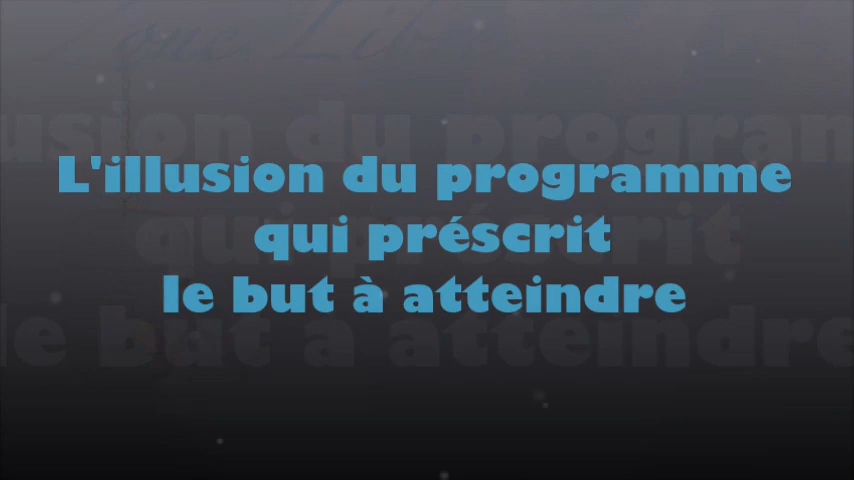 L'illusion du programme
qui préscrit
le but à atteindre